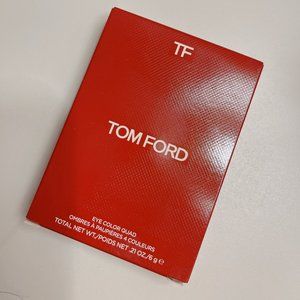 TF
TOM FORD
EYE COLOR QUAD
OMBRES À PAUPIÈRES 4 COULEURS
TOTAL NET WT./POIDS NET .21 OZ./6 g ℮